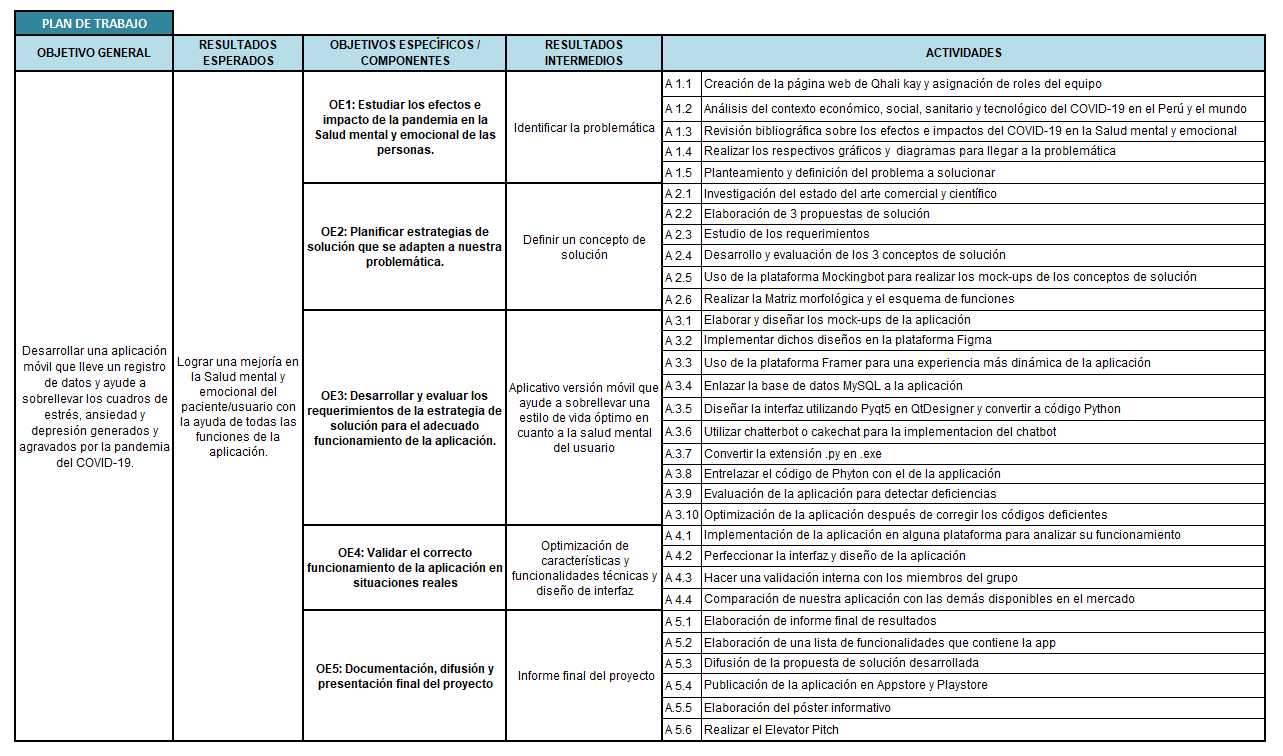 PLAN DE TRABAJO
OBJETIVO GENERAL
RESULTADOS
ESPERADOS
OBJETIVOS ESPECÍFICOS /
COMPONENTES
RESULTADOS
INTERMEDIOS
ACTIVIDADES
Desarrollar una aplicación
móvil que lleve un registro
de datos y ayude a
sobrellevar los cuadros de
estrés, ansiedad y
depresión generados y
agravados por la pandemia
del COVID-19.
Lograr una mejoría en
la Salud mental y
emocional del
paciente/usuario con
la ayuda de todas las
funciones de la
aplicación.
OE1: Estudiar los efectos e
impacto de la pandemia en la
Salud mental y emocional de las
personas.
Identificar la problemática
A 1.1 Creación de la página web de Qhali kay y asignación de roles del equipo
A 1.2 Análisis del contexto económico, social, sanitario y tecnológico del COVID-19 en el Perú y el mundo
A 1.3 Revisión bibliográfica sobre los efectos e impactos del COVID-19 en la Salud mental y emocional
A 1.4 Realizar los respectivos gráficos y diagramas para llegar a la problemática
A 1.5 Planteamiento y definición del problema a solucionar
OE2: Planificar estrategias de
solución que se adapten a nuestra
problemática.
Definir un concepto de
solución
A 2.1 Investigación del estado del arte comercial y científico
A 2.2 Elaboración de 3 propuestas de solución
A 2.3 Estudio de los requerimientos
A 2.4 Desarrollo y evaluación de los 3 conceptos de solución
A 2.5 Uso de la plataforma Mockingbot para realizar los mock-ups de los conceptos de solución
A 2.6 Realizar la Matriz morfológica y el esquema de funciones
OE3: Desarrollar y evaluar los
requerimientos de la estrategia de
solución para el adecuado
funcionamiento de la aplicación.
Aplicativo versión móvil que
ayude a sobrellevar una
estilo de vida óptimo en
cuanto a la salud mental
del usuario
A 3.1 Elaborar y diseñar los mock-ups de la aplicación
A 3.2 Implementar dichos diseños en la plataforma Figma
A 3.3 Uso de la plataforma Framer para una experiencia más dinámica de la aplicación
A 3.4 Enlazar la base de datos MySQL a la aplicación
A 3.5 Diseñar la interfaz utilizando Pyqt5 en QtDesigner y convertir a código Python
A 3.6 Utilizar chatterbot o cakechat para la implementacion del chatbot
A.3.7 Convertir la extensión .py en .exe
A 3.8 Entrelazar el código de Phyton con el de la applicación
A 3.9 Evaluación de la aplicación para detectar deficiencias
A 3.10 Optimización de la aplicación después de corregir los códigos deficientes
OE4: Validar el correcto
funcionamiento de la aplicación en
situaciones reales
Optimización de
características y
funcionalidades técnicas y
diseño de interfaz
A 4.1 Implementación de la aplicación en alguna plataforma para analizar su funcionamiento
A 4.2 Perfeccionar la interfaz y diseño de la aplicación
A 4.3 Hacer una validación interna con los miembros del grupo
A 4.4 Comparación de nuestra aplicación con las demás disponibles en el mercado
OE5: Documentación, difusión y
presentación final del proyecto
Informe final del proyecto
A 5.1 Elaboración de informe final de resultados
A 5.2 Elaboración de una lista de funcionalidades que contiene la app
A 5.3 Difusión de la propuesta de solución desarrollada
A 5.4 Publicación de la aplicación en Appstore y Playstore
A.5.5 Elaboración del póster informativo
A 5.6 Realizar el Elevator Pitch